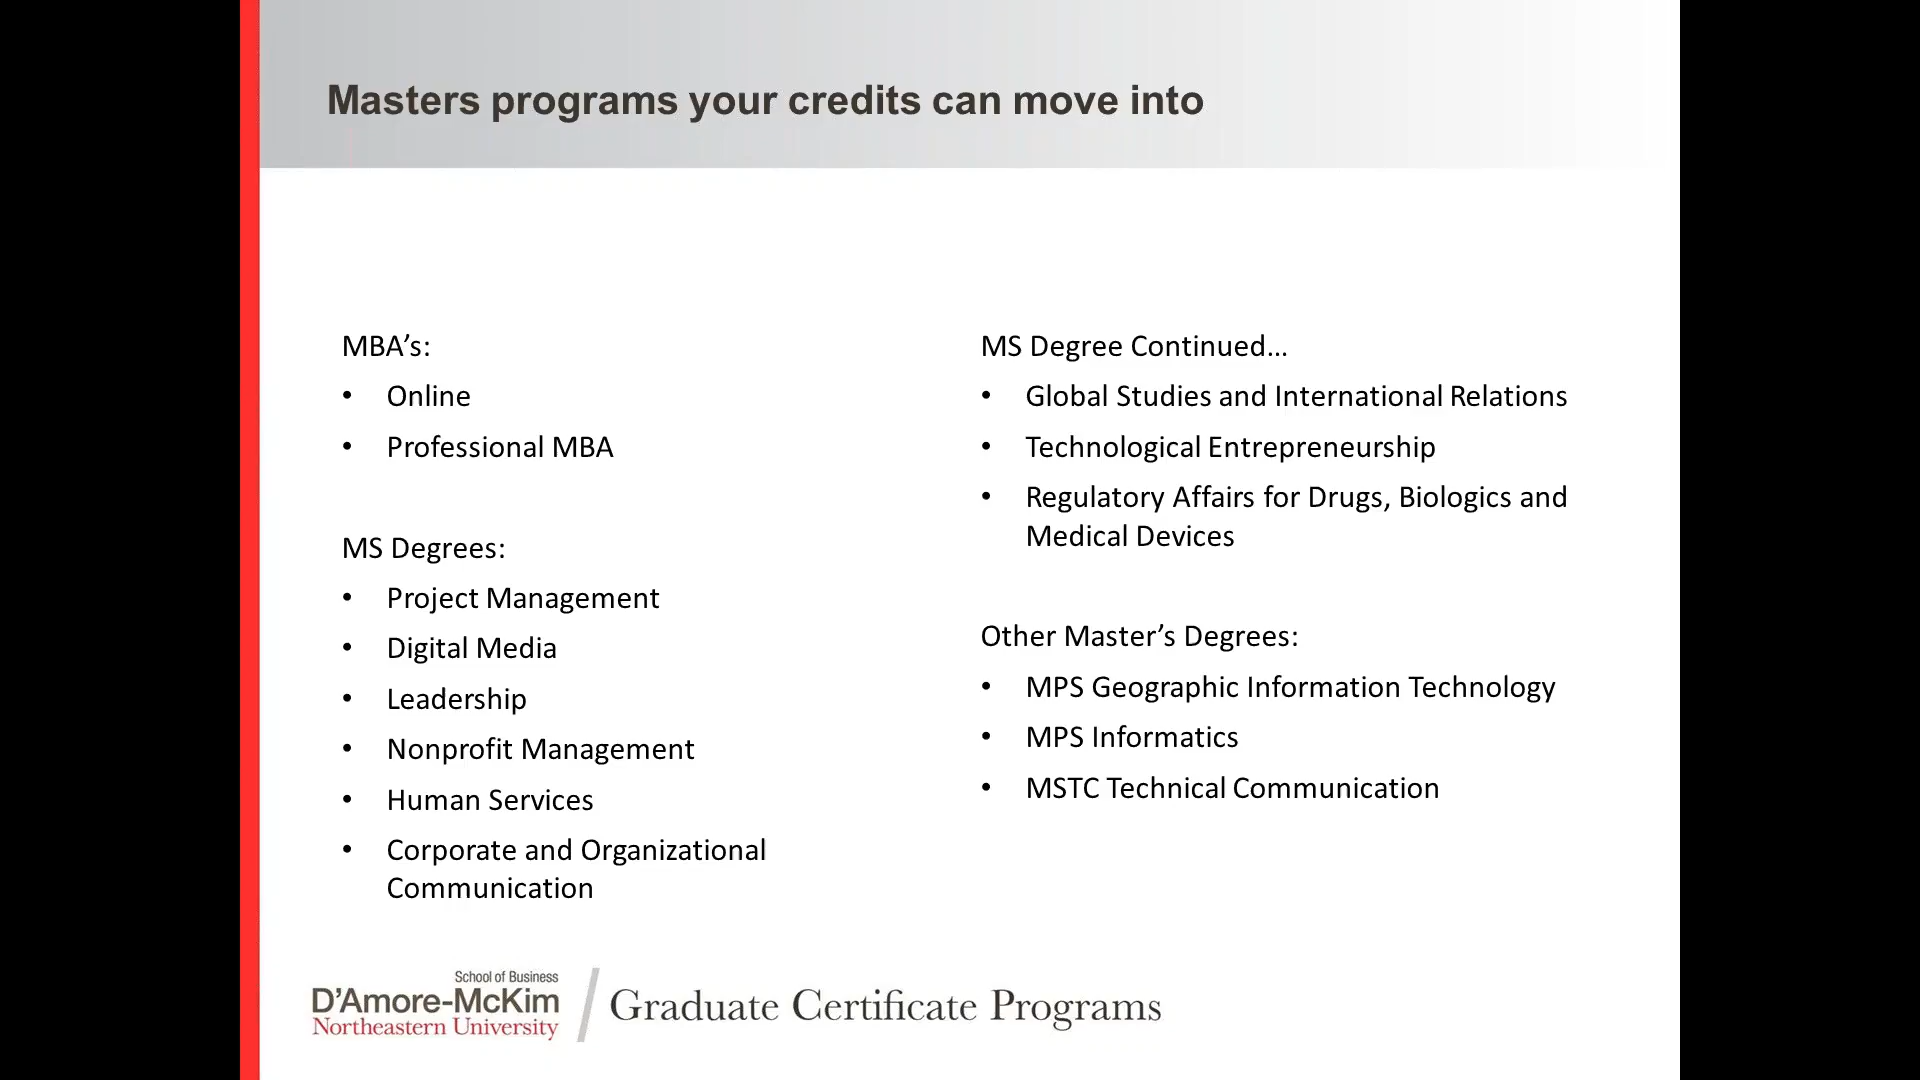 Masters programs your credits can move into
MBA’s:
• Online
• Professional MBA
MS Degrees:
• Project Management
• Digital Media
• Leadership
• Nonprofit Management
• Human Services
• Corporate and Organizational
Communication
MS Degree Continued…
• Global Studies and International Relations
• Technological Entrepreneurship
• Regulatory Affairs for Drugs, Biologics and
Medical Devices
Other Master’s Degrees:
• MPS Geographic Information Technology
• MPS Informatics
• MSTC Technical Communication
School of Business
D’Amore-McKim
Northeastern University
Graduate Certificate Programs